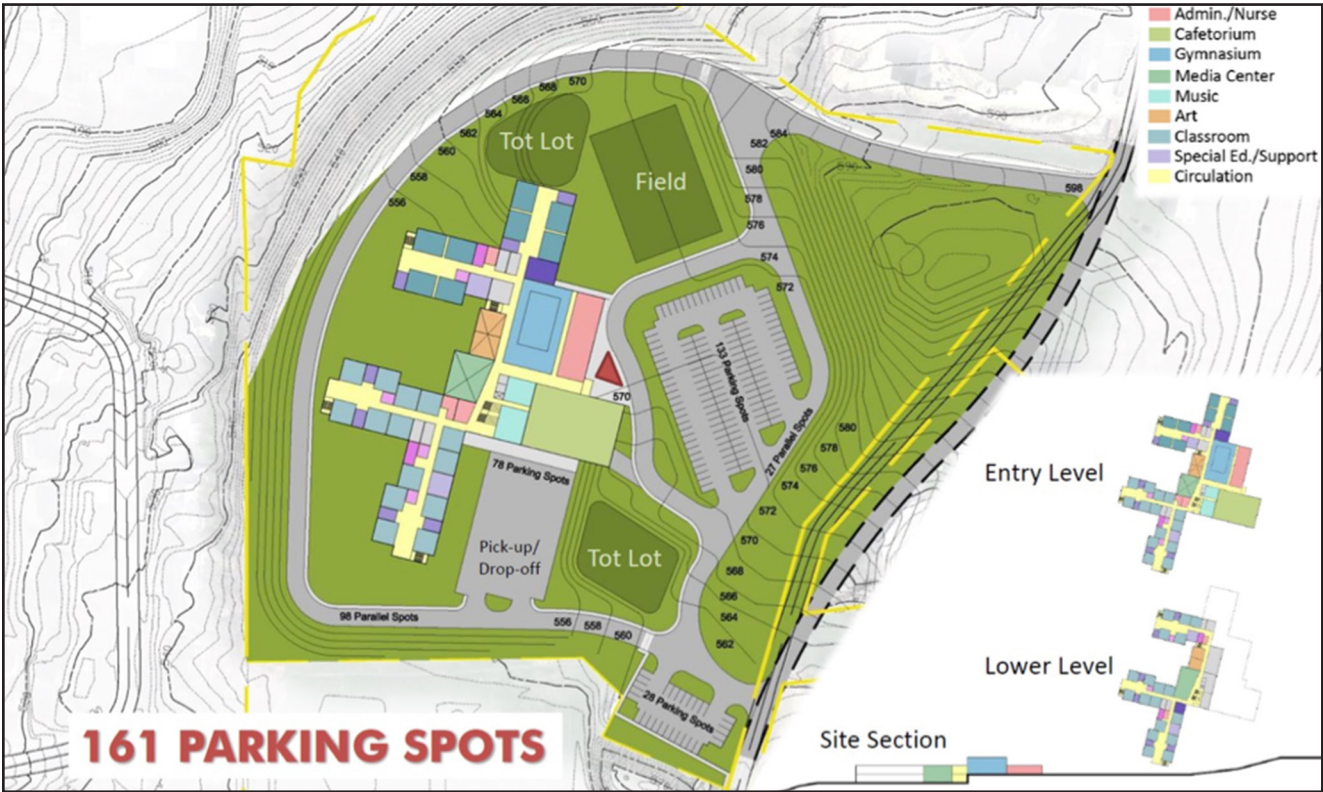 Admin./Nurse
Cafetorium
Gymnasium
Media Center
Music
Art
Classroom
Special Ed./Support
Circulation
570
568
566
564
562
560
558
556
Tot Lot
Field
584
582
580
578
576
574
572
598
133 Parking Spots
27 Parallel Spots
570
580
578
576
574
572
570
568
566
564
562
78 Parking Spots
Pick-up/
Drop-off
Tot Lot
98 Parallel Spots
556
558
560
28 Parking Spots
Entry Level
Lower Level
Site Section
161 PARKING SPOTS